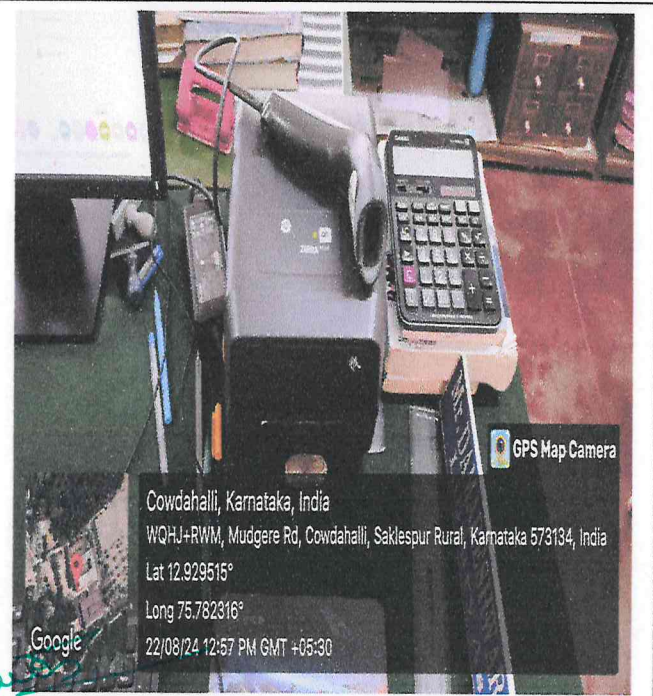 GPS Map Camera
Cowdahalli, Karnataka, India
WQHJ+RWM, Mudgere Rd, Cowdahalli, Saklespur Rural, Karnataka 573134, India
Lat 12.929515°
Long 75.782316°
22/08/24 12:57 PM GMT +05:30
Google